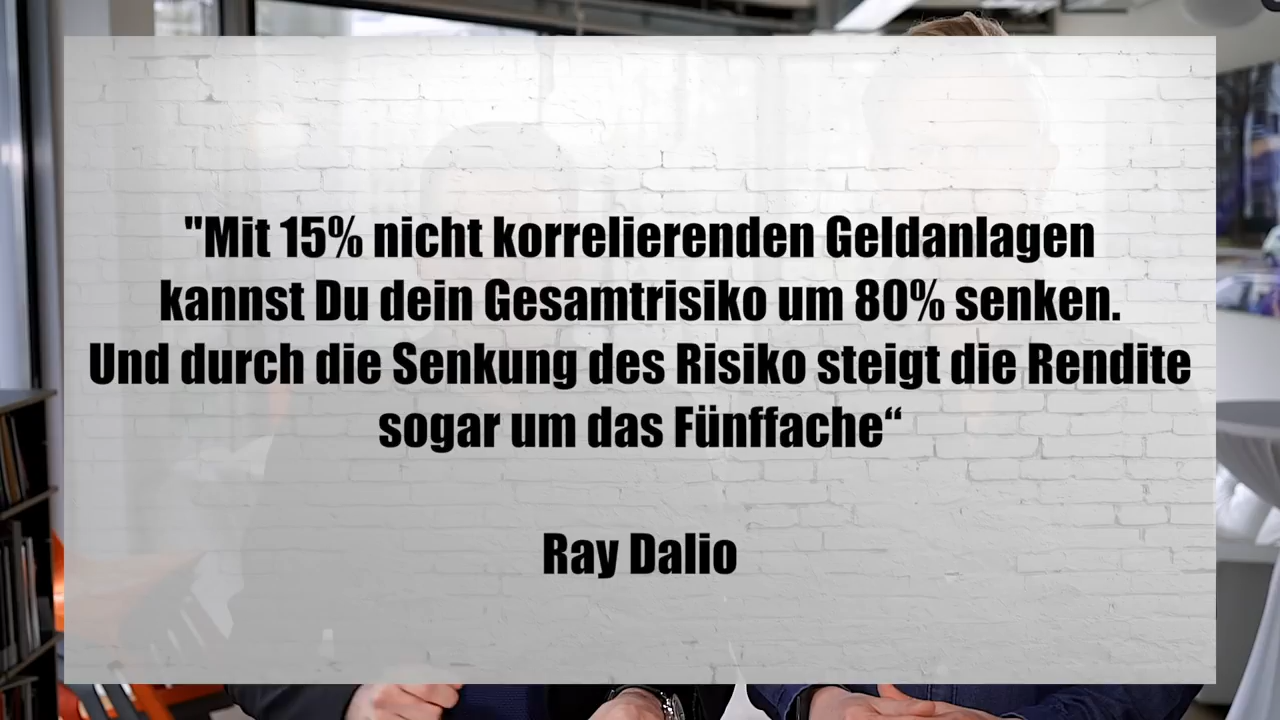 "Mit 15% nicht korrelierenden Geldanlagen
kannst Du dein Gesamtrisiko um 80% senken.
Und durch die Senkung des Risiko steigt die Rendite
sogar um das Fünffache“
Ray Dalio